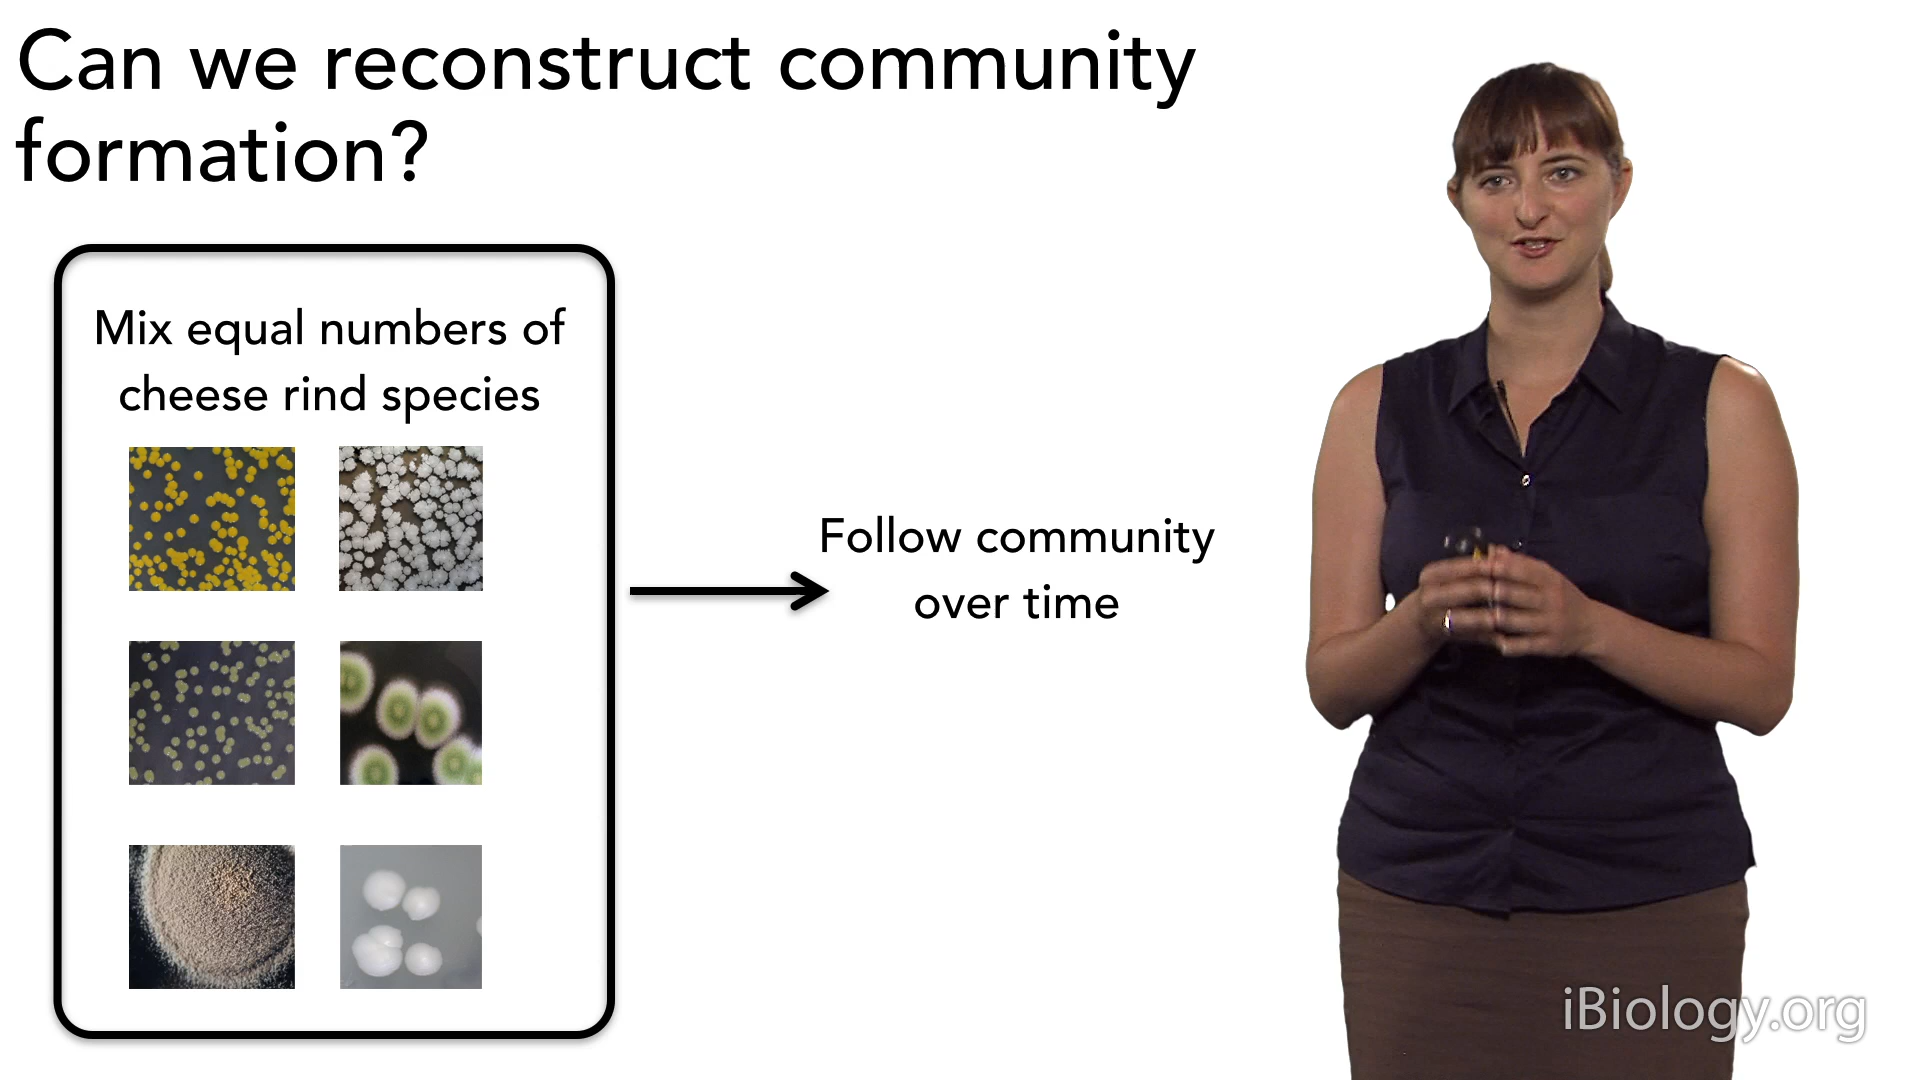 Can we reconstruct community
formation?
Mix equal numbers of
cheese rind species
Follow community
over time
iBiology.org